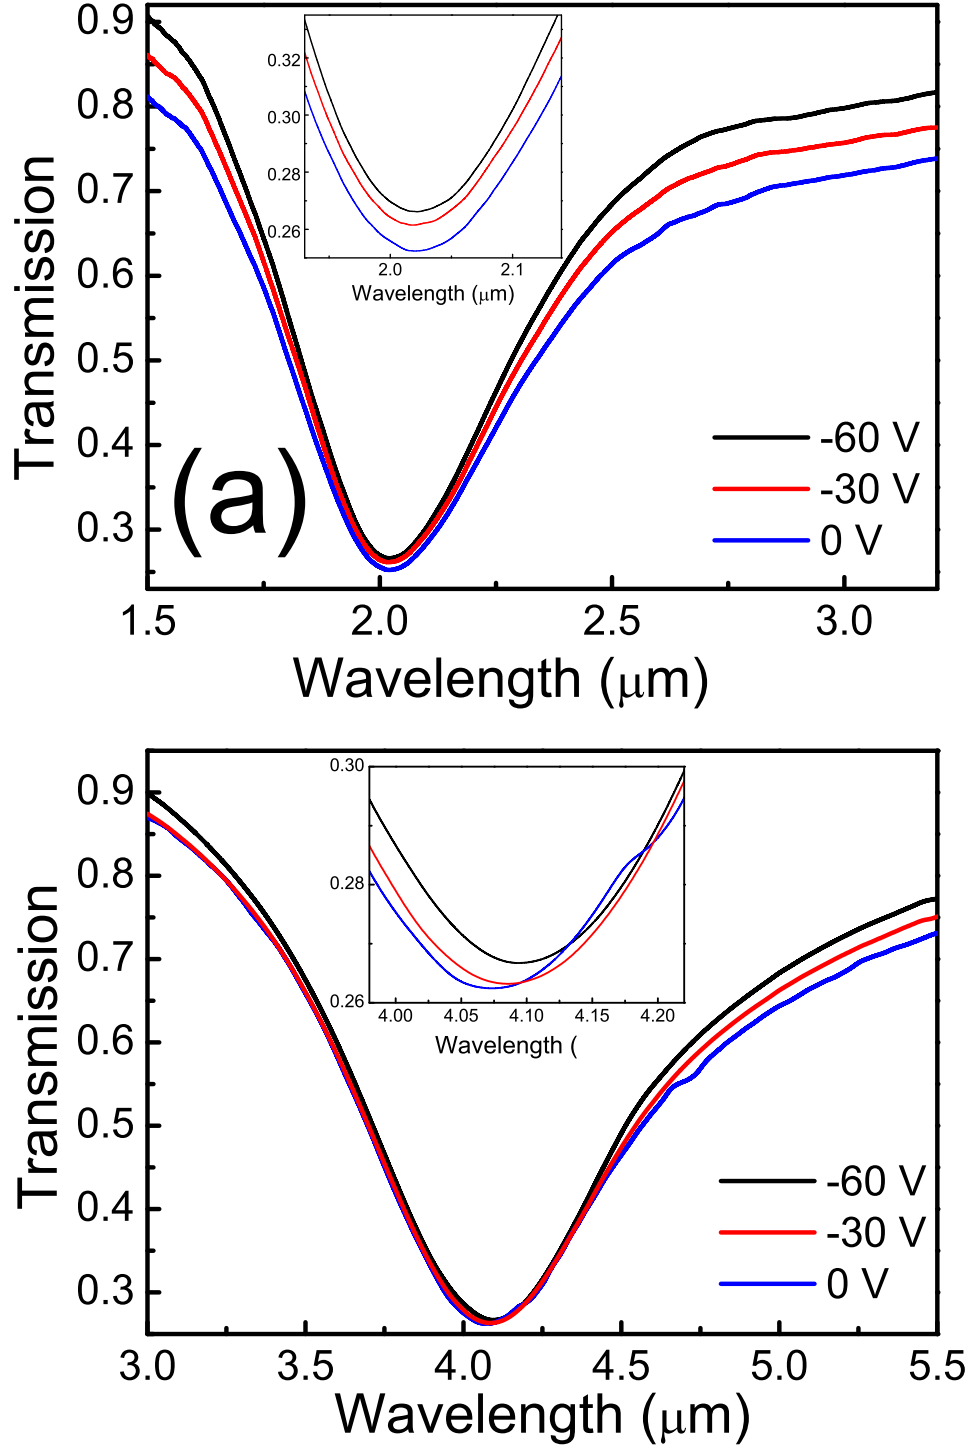 0.9
0.8
0.7
0.6
0.5
0.4
0.3
Transmission
0.32
0.30
0.28
0.26
2.0 2.1
Wavelength (μm)
(a)
-60 V
-30 V
0 V
1.5 2.0 2.5 3.0
Wavelength (μm)
0.9
0.8
0.7
0.6
0.5
0.4
0.3
Transmission
0.30
0.28
0.26
4.00 4.05 4.10 4.15 4.20
Wavelength (
-60 V
-30 V
0 V
3.0 3.5 4.0 4.5 5.0 5.5
Wavelength (μm)